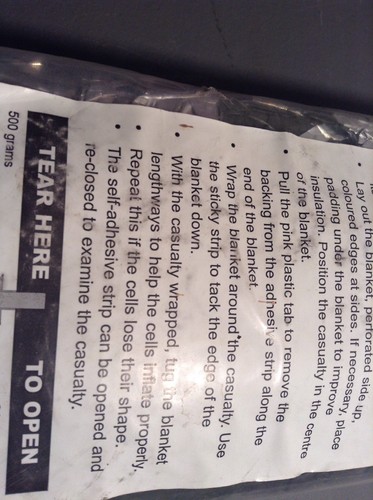 • Lay out the blanket, perforated side up,
coloured edges at sides. If necessary, place
padding under the blanket to improve
insulation. Position the casualty in the centre
of the blanket.
• Pull the pink plastic tab to remove the
backing from the adhesive strip along the
end of the blanket.
• Wrap the blanket around the casualty. Use
the sticky strip to tack the edge of the
blanket down.
• With the casualty wrapped, tug the blanket
lengthways to help the cells inflate properly.
• Repeat this if the cells lose their shape.
• The self-adhesive strip can be opened and
re-closed to examine the casualty.
TEAR HERE TO OPEN
500 grams